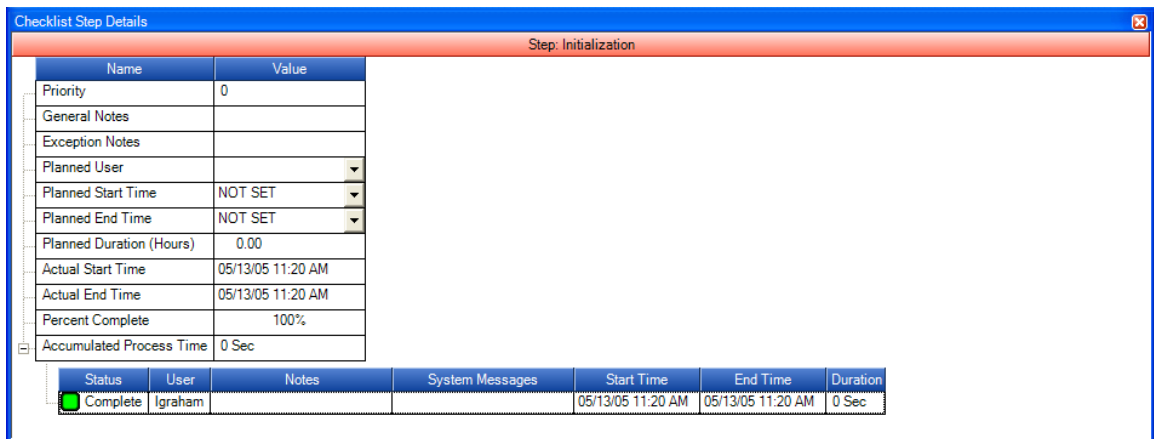 Checklist Step Details
Step: Initialization
Name Value
Priority 0
General Notes
Exception Notes
Planned User
Planned Start Time NOT SET
Planned End Time NOT SET
Planned Duration (Hours) 0.00
Actual Start Time 05/13/05 11:20 AM
Actual End Time 05/13/05 11:20 AM
Percent Complete 100%
Accumulated Process Time 0 Sec
Status User Notes System Messages Start Time End Time Duration
Complete lgraham 05/13/05 11:20 AM 05/13/05 11:20 AM 0 Sec